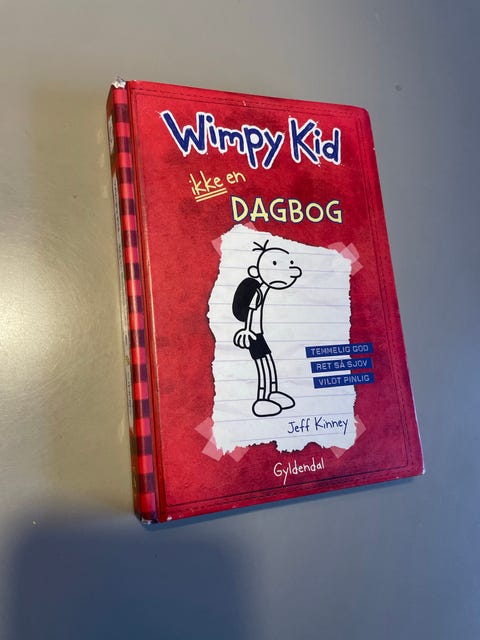 Wimpy Kid
ikke en
DAGBOG
TEMMELIG GOD
RET SÅ SJOV
VILDT PINLIG
Jeff Kinney
Gyldendal